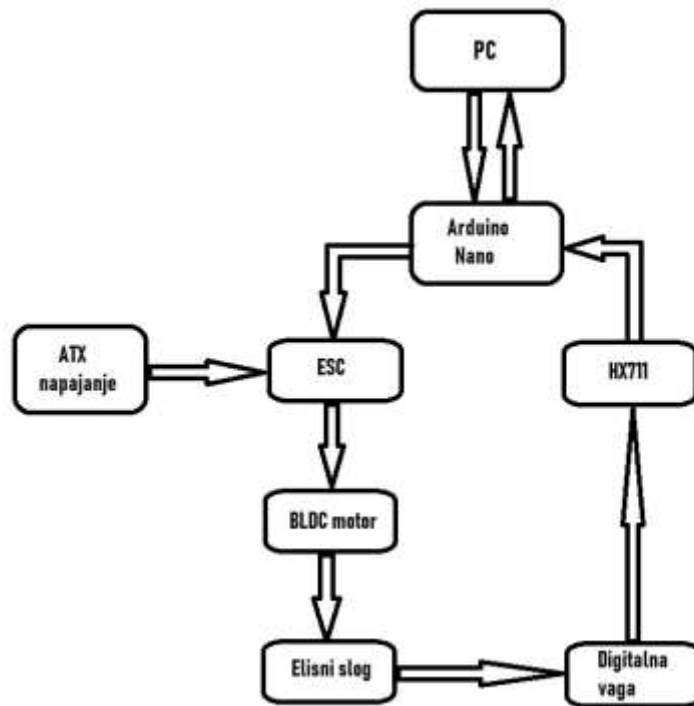 PC
Arduino
Nano
ATX
napajanje
ESC
HX711
BLDC motor
Elisni slog
Digitalna
vaga